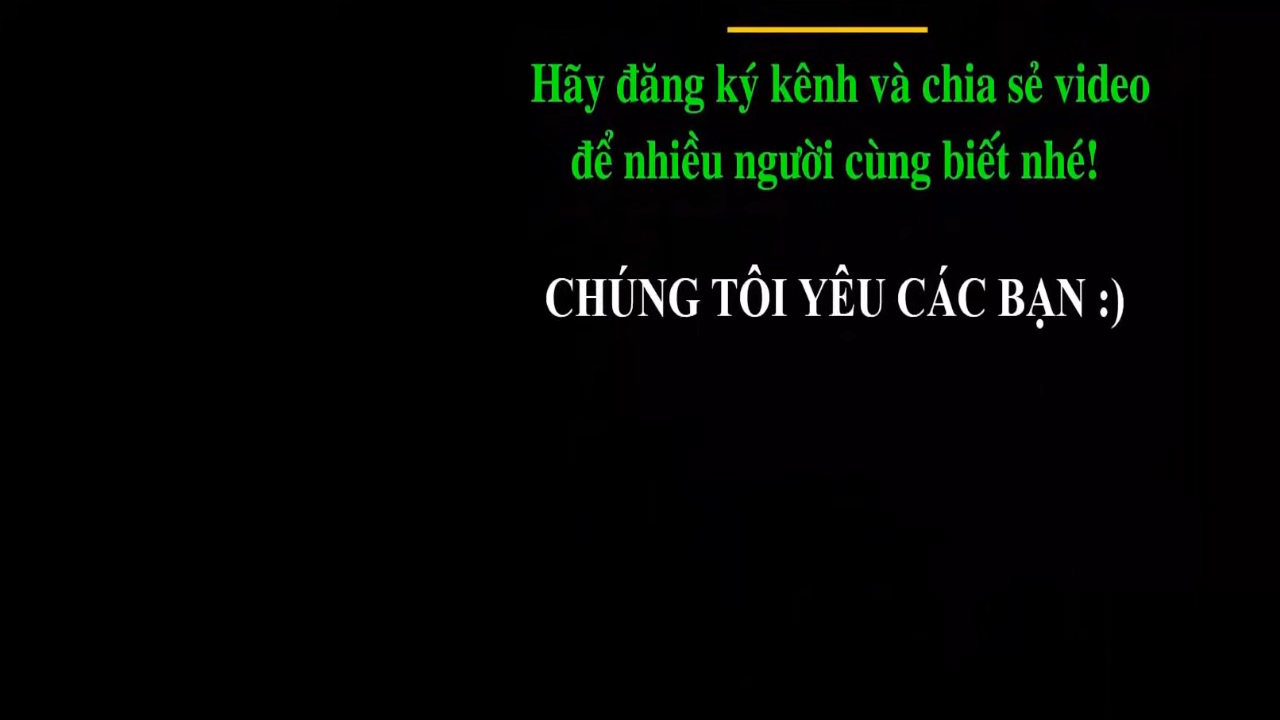 Hãy đăng ký kênh và chia sẻ video
để nhiều người cùng biết nhé!
CHÚNG TÔI YÊU CÁC BẠN :)